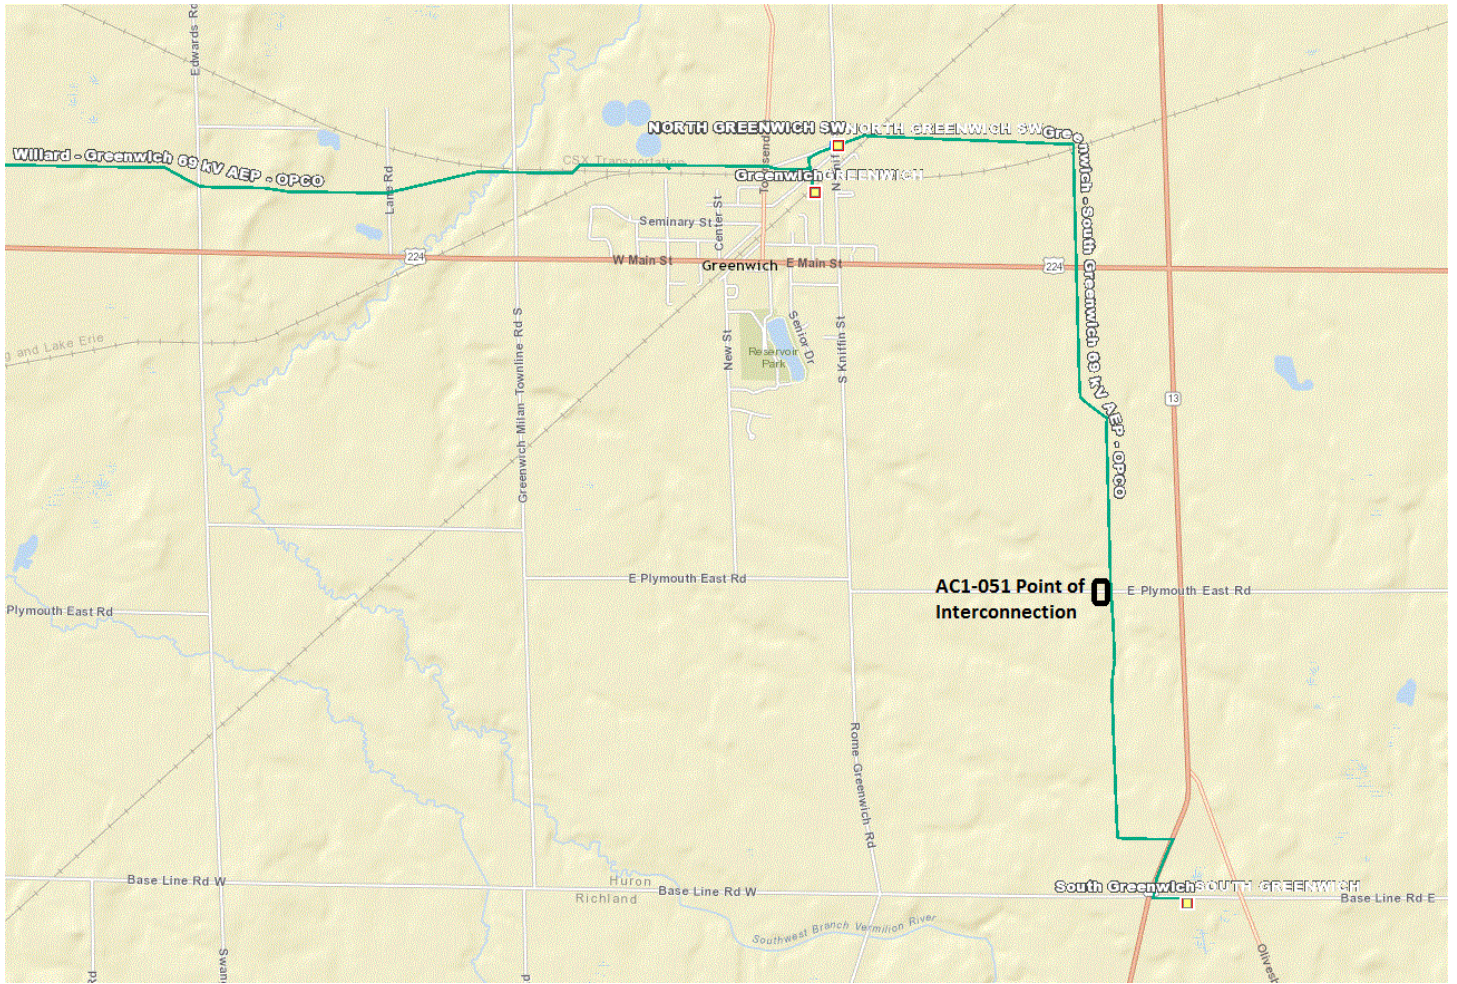 Edwards Rd
NORTH GREENWICH SW
NORTH GREENWICH SW
Greenwich - South Greenwich 69 kV AEP - OPCO
Willard - Greenwich 69 kV AEP - OPCO
CSX Transportation
Greenwich
GREENWICH
Lane Rd
Center St
Seminary St
W Main St
Greenwich
E Main St
224
224
g and Lake Erie
Greenwich Milan Townline Rd S
New St
Senior Dr
Reservoir
Park
S Kniffin St
13
E Plymouth East Rd
AC1-051 Point of
Interconnection
E Plymouth East Rd
Plymouth East Rd
Rome Greenwich Rd
Base Line Rd W
Huron
Richland
Base Line Rd W
South Greenwich
SOUTH GREENWICH
Base Line Rd E
Southwest Branch Vermilion River
Swan
Rd
Olivesb